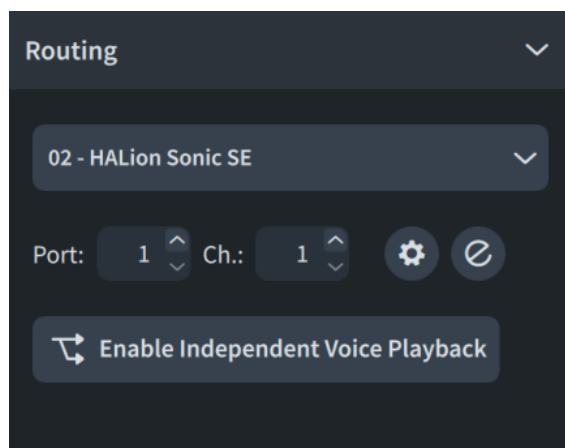 Routing
02 - HALion Sonic SE
Port: 1 Ch.: 1
Enable Independent Voice Playback